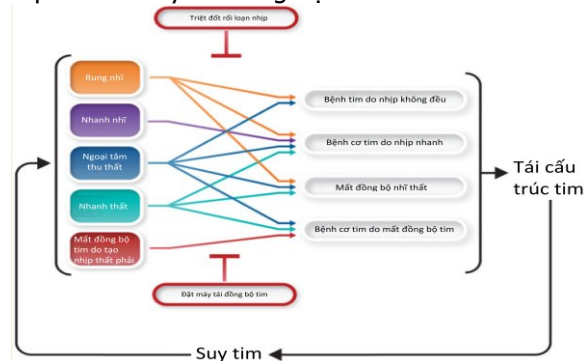 Triệt đốt rối loạn nhịp
Rung nhĩ
Nhanh nhĩ
Ngoại tâm
thu thất
Nhanh thất
Mất đồng bộ
tim do tạo
nhịp thất phải
Bệnh tim do nhịp không đều
Bệnh cơ tim do nhịp nhanh
Mất đồng bộ nhĩ thất
Bệnh cơ tim do mất đồng bộ tim
Tái cấu
trúc tim
Đặt máy tái đồng bộ tim
Suy tim